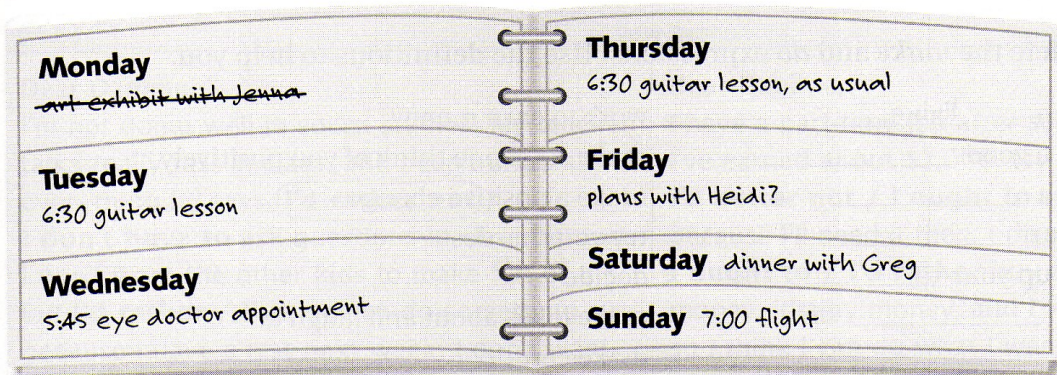 Monday
art exhibit with Jenna
Tuesday
6:30 guitar lesson
Wednesday
5:45 eye doctor appointment
Thursday
6:30 guitar lesson, as usual
Friday
plans with Heidi?
Saturday dinner with Greg
Sunday 7:00 flight